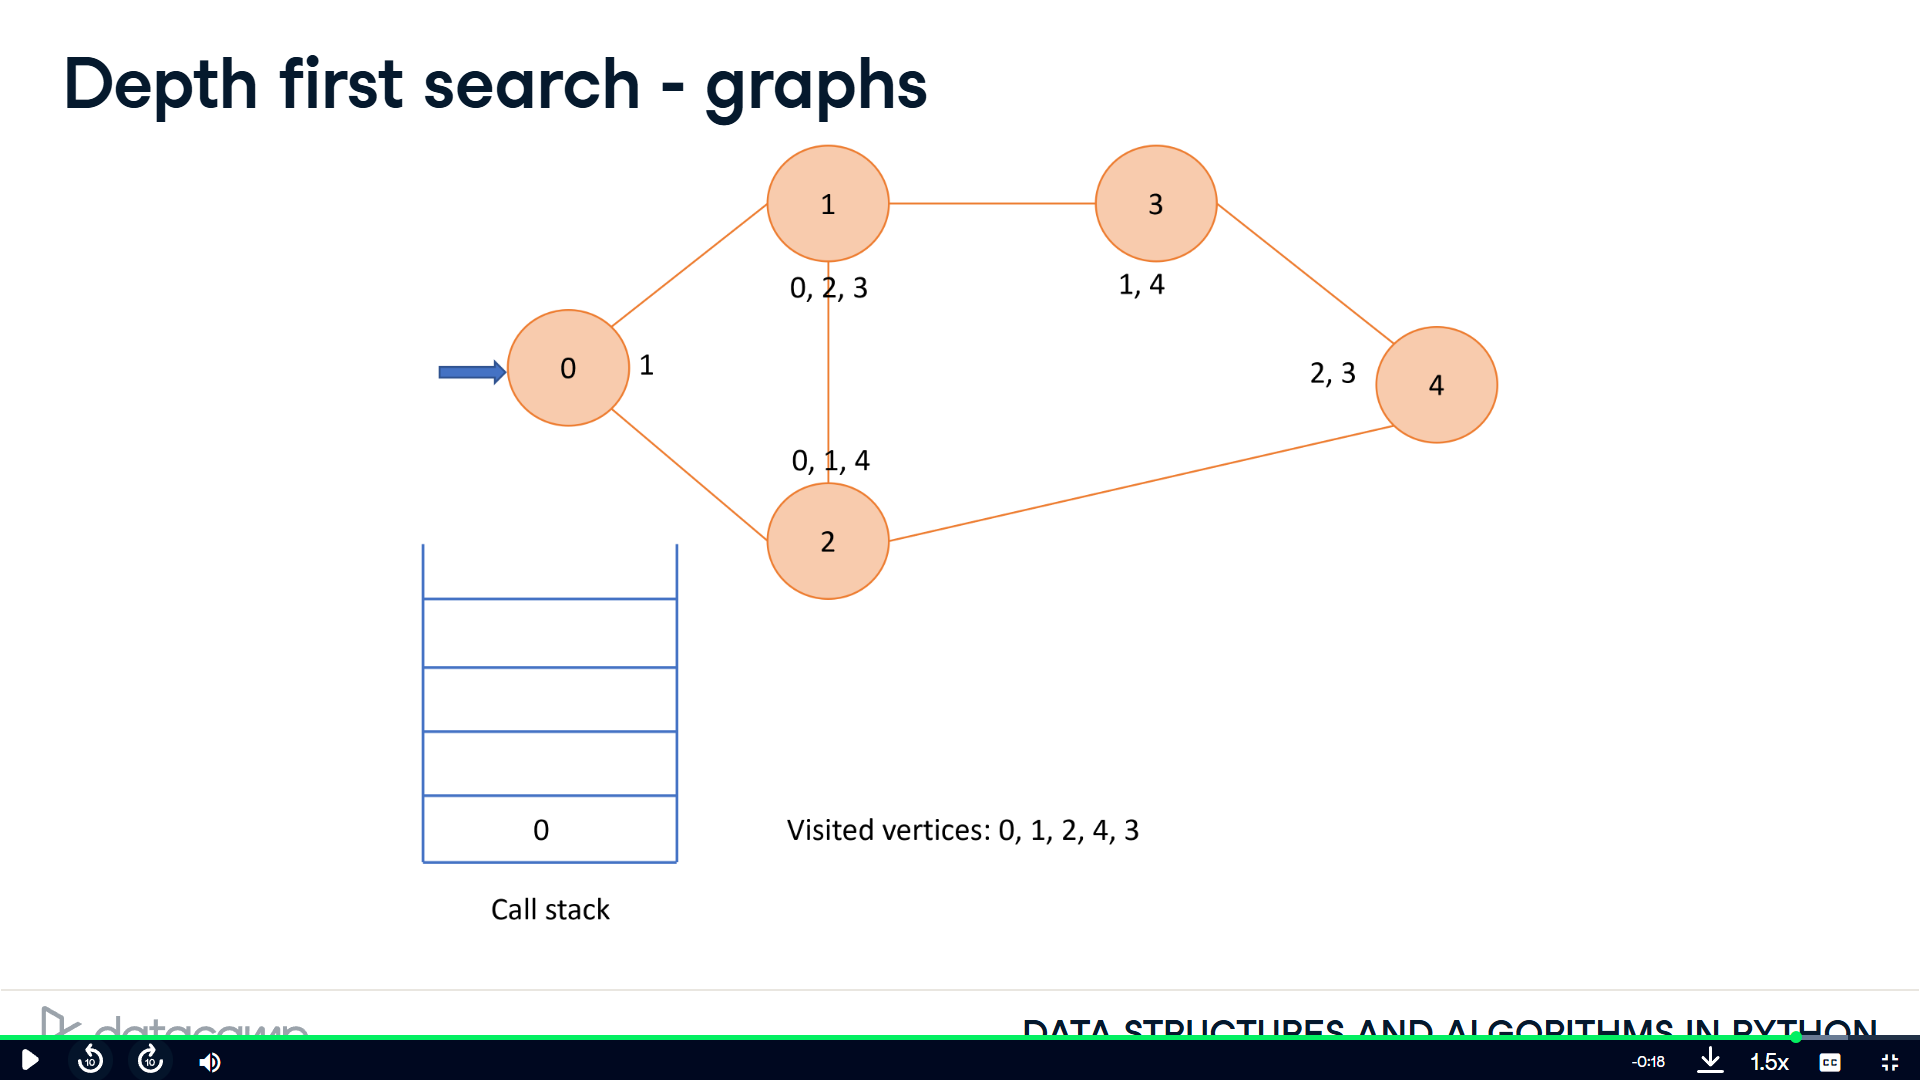 Depth first search - graphs
1
3
0, 2, 3
1, 4
0
1
2, 3
4
0, 1, 4
2
0
Visited vertices: 0, 1, 2, 4, 3
Call stack
datacamp
DATA STRUCTURES AND ALGORITHMS IN PYTHON
10
10
-0:18
1.5x
CC